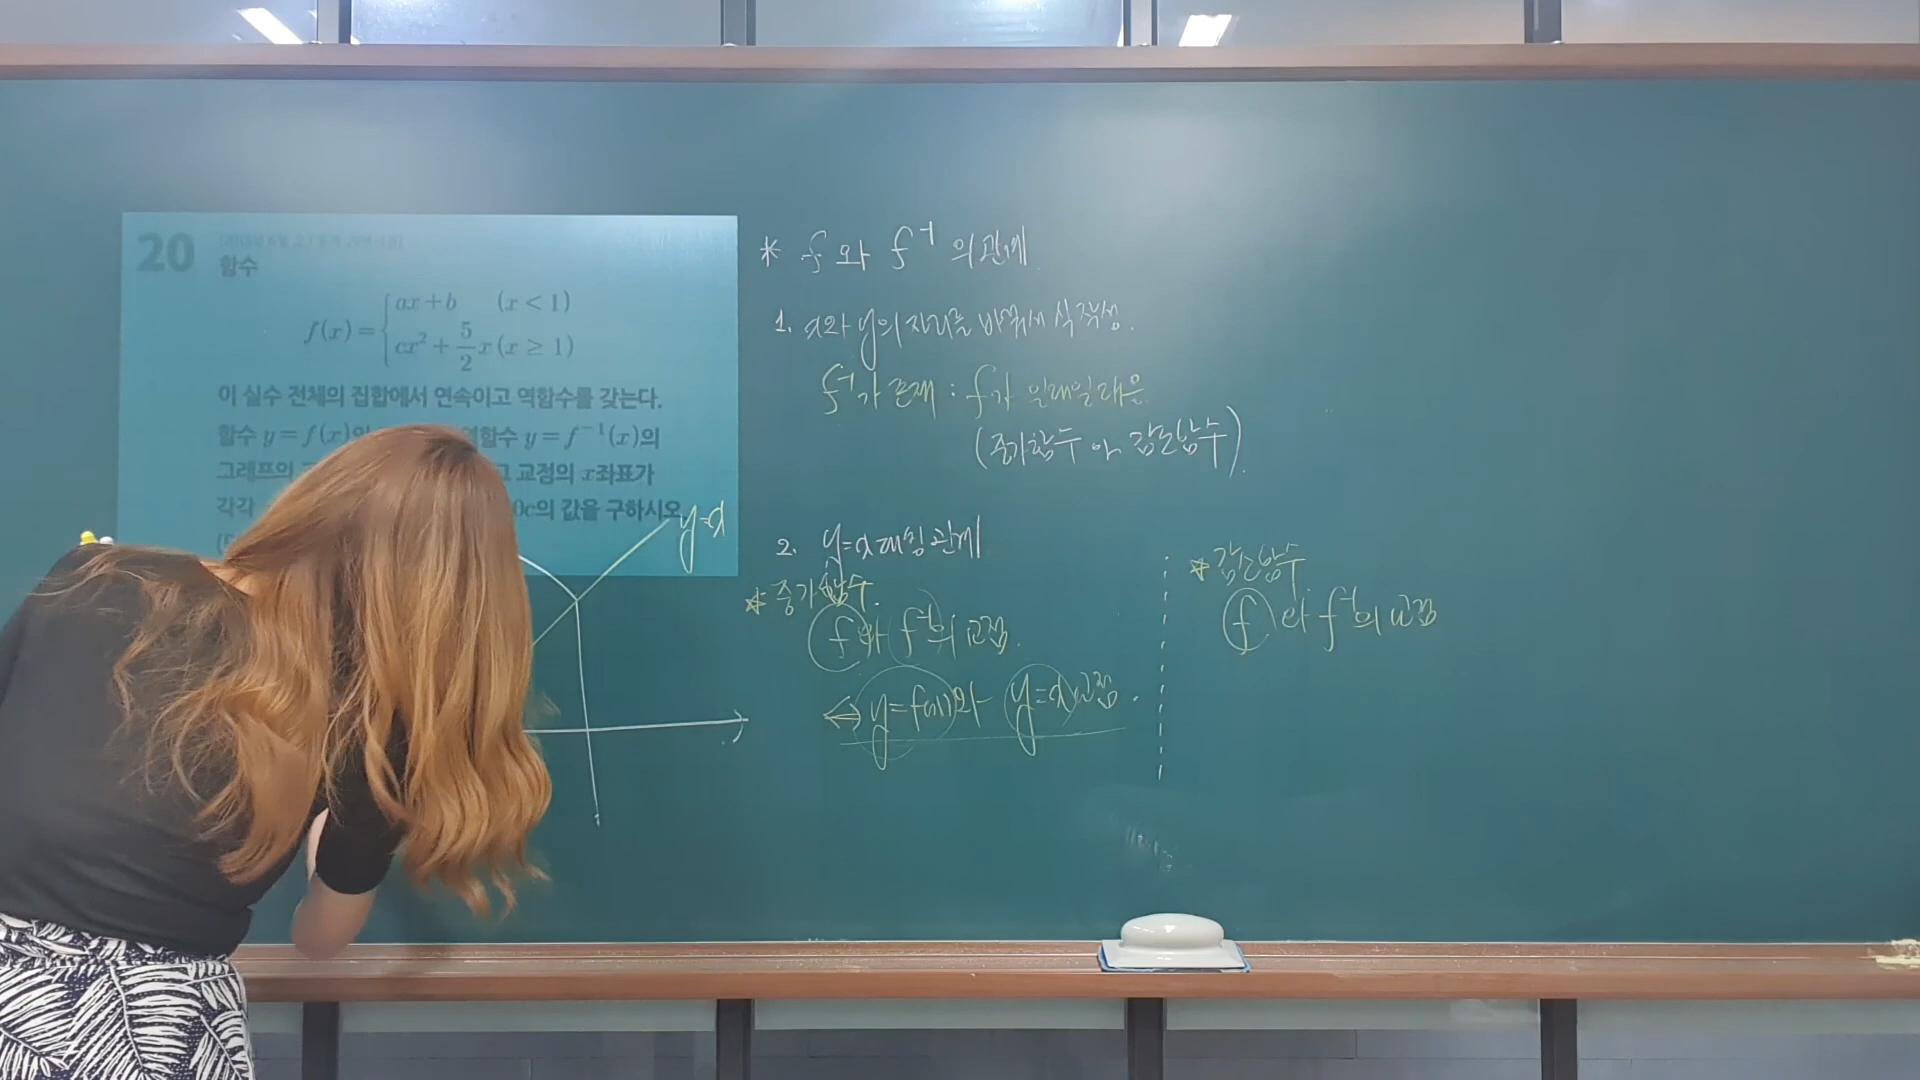 20
함수
f(x) = { ax+b (x < 1)
cx² + 5/2 x (x ≥ 1)
이 실수 전체의 집합에서 연속이고 역함수를 갖는다.
함수 y=f(x)의 역함수 y=f⁻¹(x)의
그래프의 교점의 x좌표가
각각 0c의 값을 구하시오.
y=x
* f와 f⁻¹의 관계
1. x와 y의 자리를 바꿔서 식 작성.
f⁻¹가 존재 : f가 일대일대응
(증가함수 or 감소함수).
2. y=x대칭관계
* 증가함수.
f와 f⁻¹의 교점.
⇔ y=f(x)와 y=x교점.
* 감소함수
f와 f⁻¹의 교점